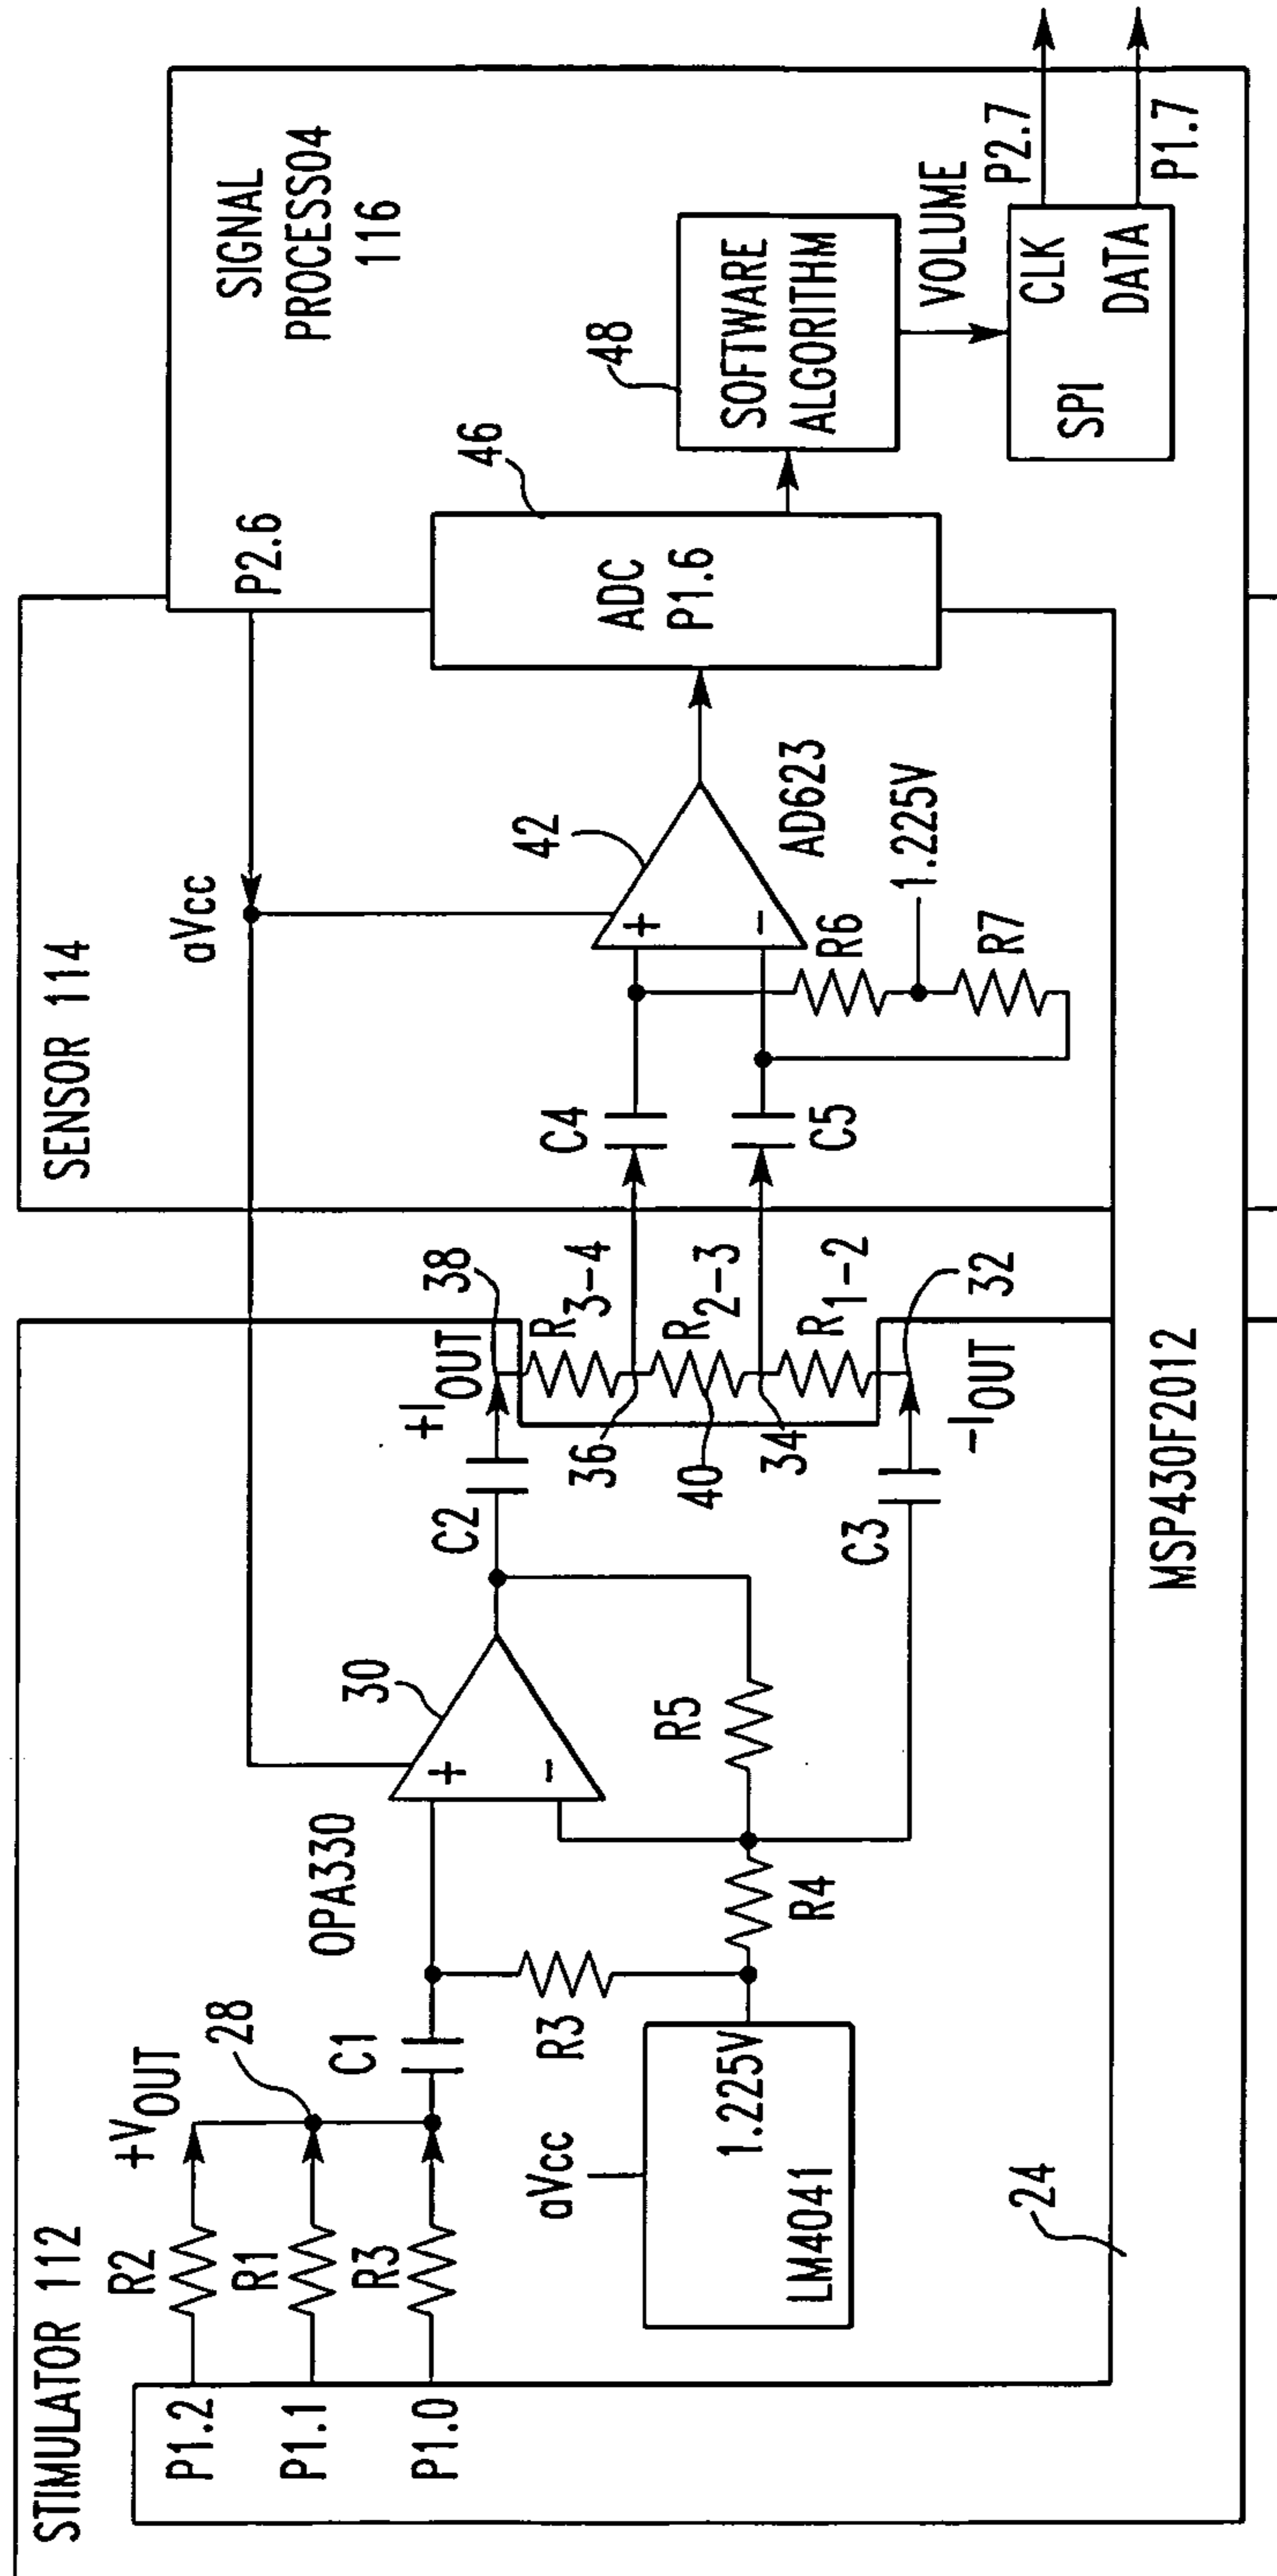 STIMULATOR 112
P1.2
P1.1
P1.0
R2
R1
R3
+VOUT
28
C1
R3
aVcc
1.225V
LM4041
24
OPA330
30
+
-
R4
R5
C2
C3
+IOUT
-IOUT
38
36
40
34
32
R3-4
R2-3
R1-2
MSP430F2012
SENSOR 114
aVcc
C4
C5
42
+
-
AD623
R6
1.225V
R7
P2.6
46
ADC
P1.6
SIGNAL
PROCESSO4
116
48
SOFTWARE
ALGORITHM
VOLUME
CLK
DATA
SPI
P2.7
P1.7